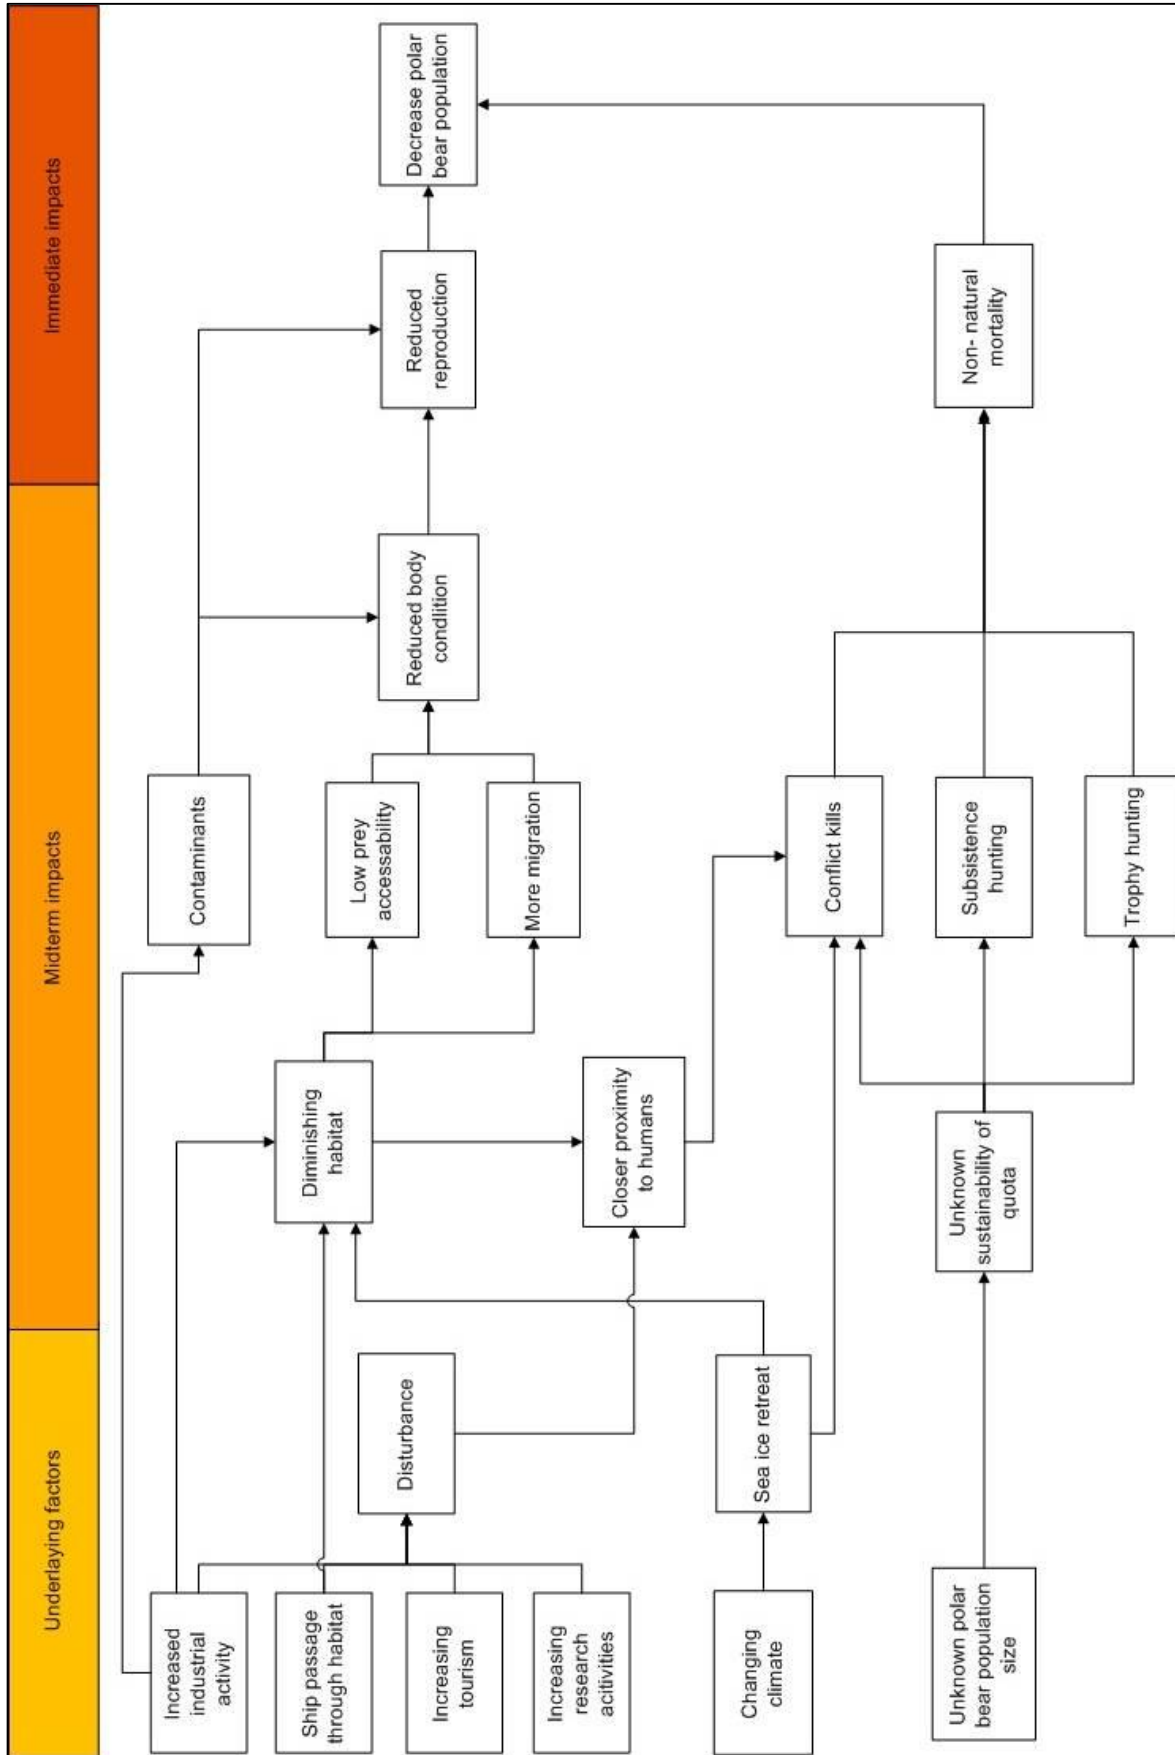 Underlaying factors
Midterm impacts
Immediate impacts
Increased
industrial
activity
Ship passage
through habitat
Increasing
tourism
Increasing
research
acitivities
Changing
climate
Unknown polar
bear population
size
Disturbance
Sea ice retreat
Diminishing
habitat
Closer proximity
to humans
Unknown
sustainability of
quota
Contaminants
Low prey
accessability
More migration
Conflict kills
Subsistence
hunting
Trophy hunting
Reduced body
condlition
Reduced
reproduction
Non- natural
mortality
Decrease polar
bear population